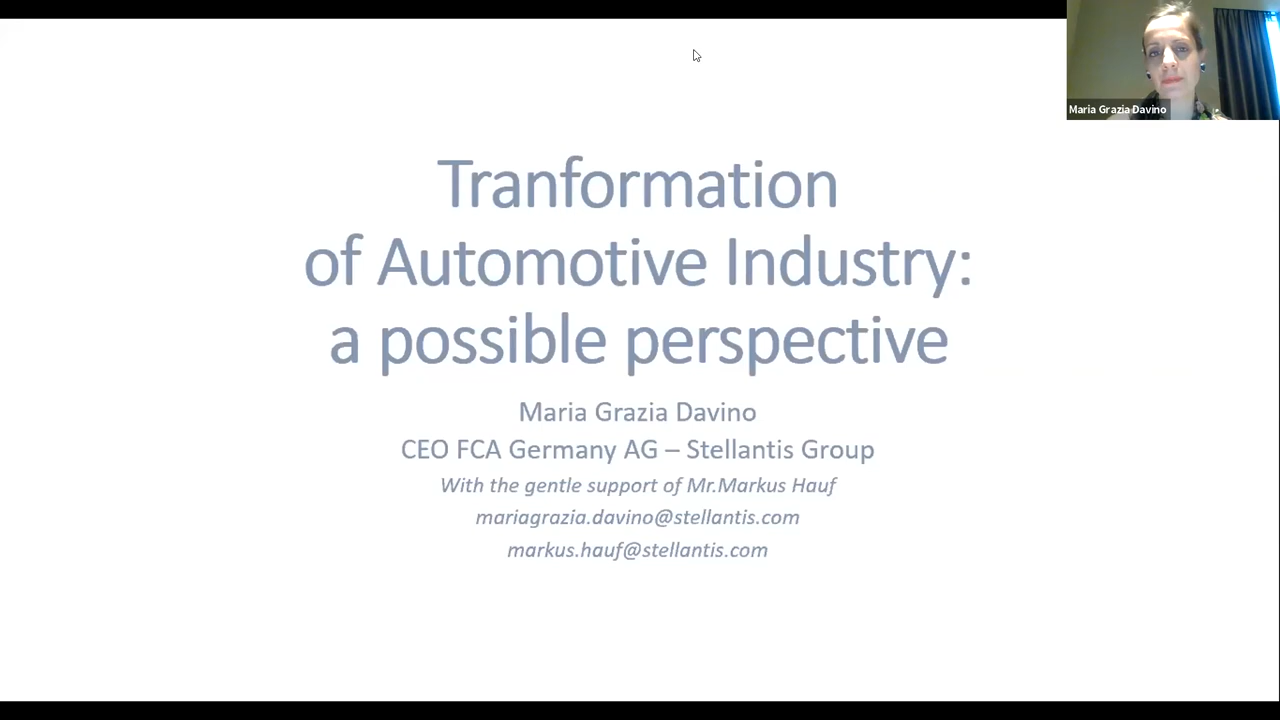 Maria Grazia Davino
Tranformation
of Automotive Industry:
a possible perspective
Maria Grazia Davino
CEO FCA Germany AG – Stellantis Group
With the gentle support of Mr.Markus Hauf
mariagrazia.davino@stellantis.com
markus.hauf@stellantis.com